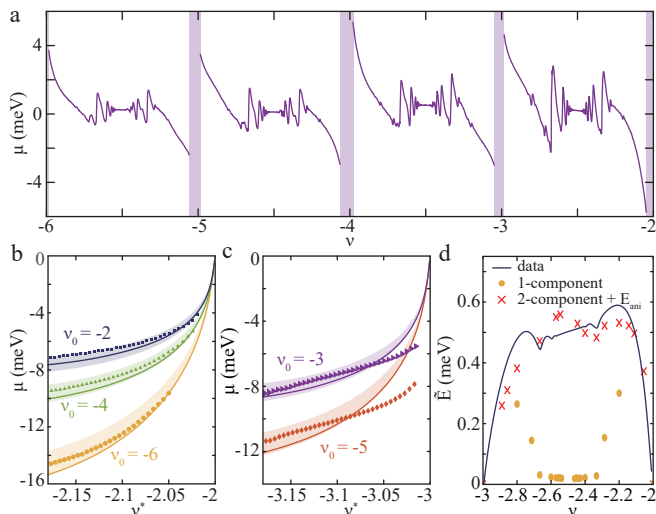 a
4
0
-4
μ (meV)
-6
-5
-4
-3
-2
ν
b
0
-4
-8
-12
-16
μ (meV)
ν₀ = -2
ν₀ = -4
ν₀ = -6
-2.15
-2.1
-2.05
-2
ν*
c
0
-4
-8
-12
μ (meV)
ν₀ = -3
ν₀ = -5
-3.15
-3.1
-3.05
-3
ν*
d
data
1-component
2-component + E_ani
0.6
0.4
0.2
0
Ẽ (meV)
-3
-2.8
-2.6
-2.4
-2.2
-2
ν